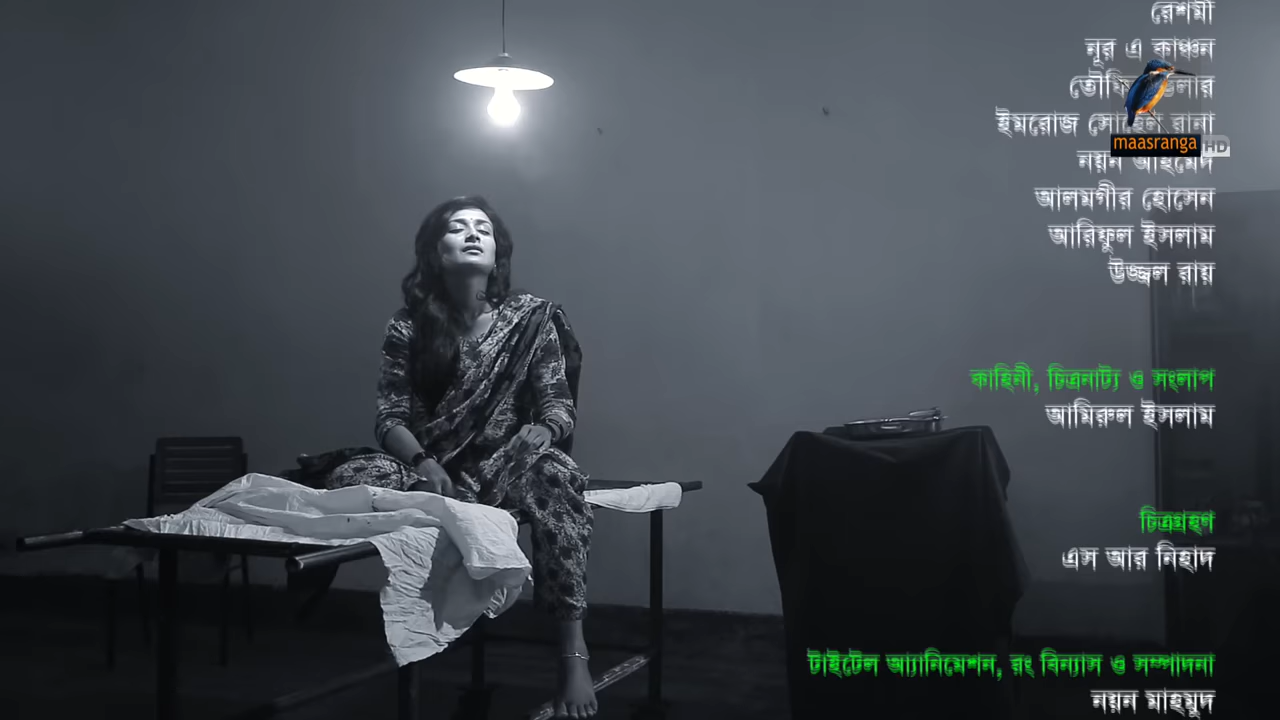 রেশমী
নূর এ কাঞ্চন
ইমরোজ সোহেল রানা
maasranga HD
নয়ন আহমেদ
আলমগীর হোসেন
আরিফুল ইসলাম
উজ্জ্বল রায়
কাহিনী, চিত্রনাট্য ও সংলাপ
আমিরুল ইসলাম
চিত্রগ্রহণ
এস আর নিহাদ
টাইটেল অ্যানিমেশন, রং বিন্যাস ও সম্পাদনা
নয়ন মাহমুদ